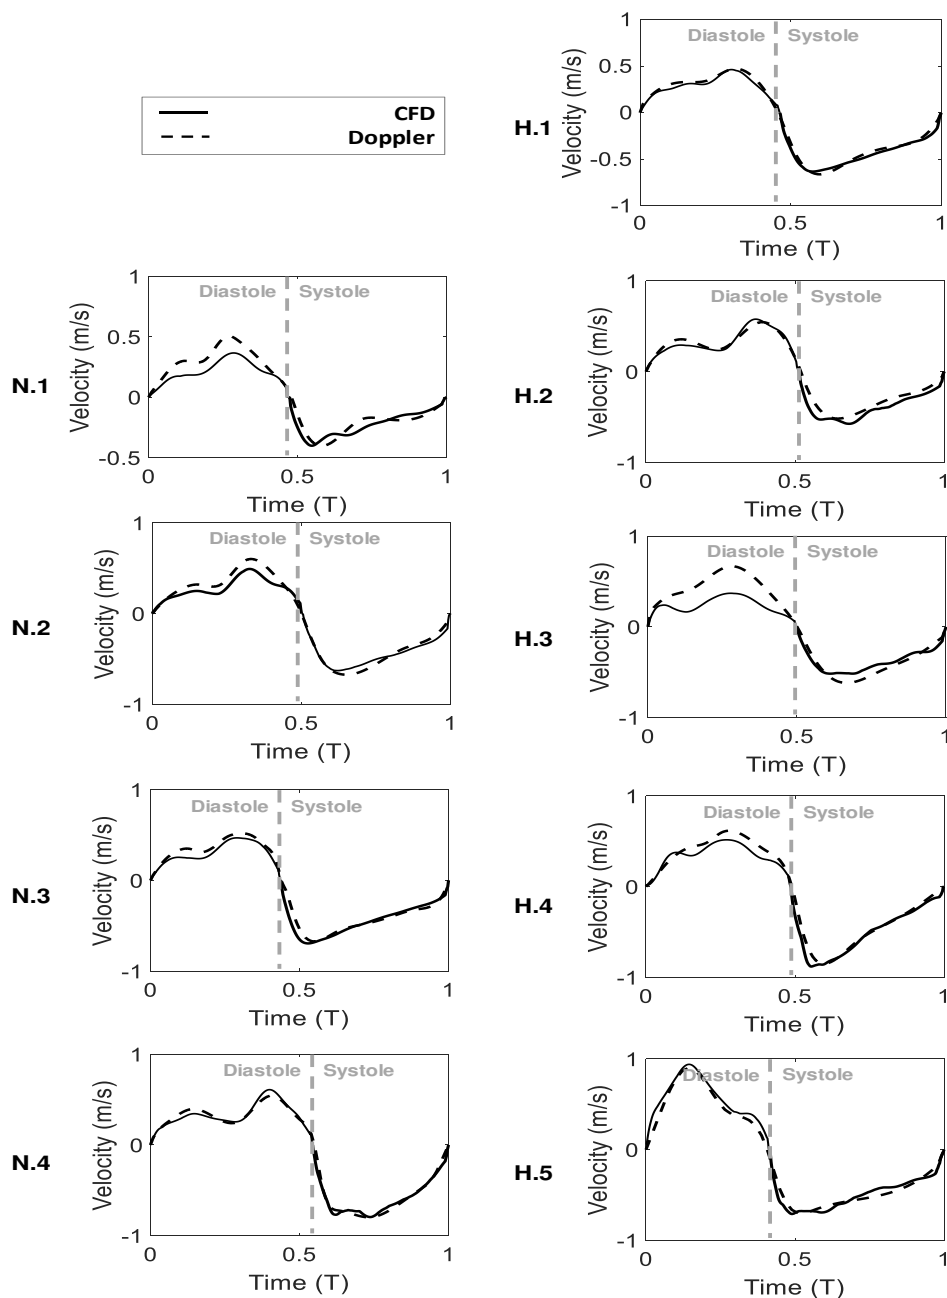 CFD
Doppler
H.1
Velocity (m/s)
1
0.5
0
-0.5
-1
Diastole Systole
0 0.5 1
Time (T)
N.1
Velocity (m/s)
1
0.5
0
-0.5
Diastole Systole
0 0.5 1
Time (T)
H.2
Velocity (m/s)
1
0
-1
Diastole Systole
0 0.5 1
Time (T)
N.2
Velocity (m/s)
1
0
-1
Diastole Systole
0 0.5 1
Time (T)
H.3
Velocity (m/s)
1
0
-1
Diastole Systole
0 0.5 1
Time (T)
N.3
Velocity (m/s)
1
0
-1
Diastole Systole
0 0.5 1
Time (T)
H.4
Velocity (m/s)
1
0
-1
Diastole Systole
0 0.5 1
Time (T)
N.4
Velocity (m/s)
1
0
-1
Diastole Systole
0 0.5 1
Time (T)
H.5
Velocity (m/s)
1
0
-1
Diastole Systole
0 0.5 1
Time (T)